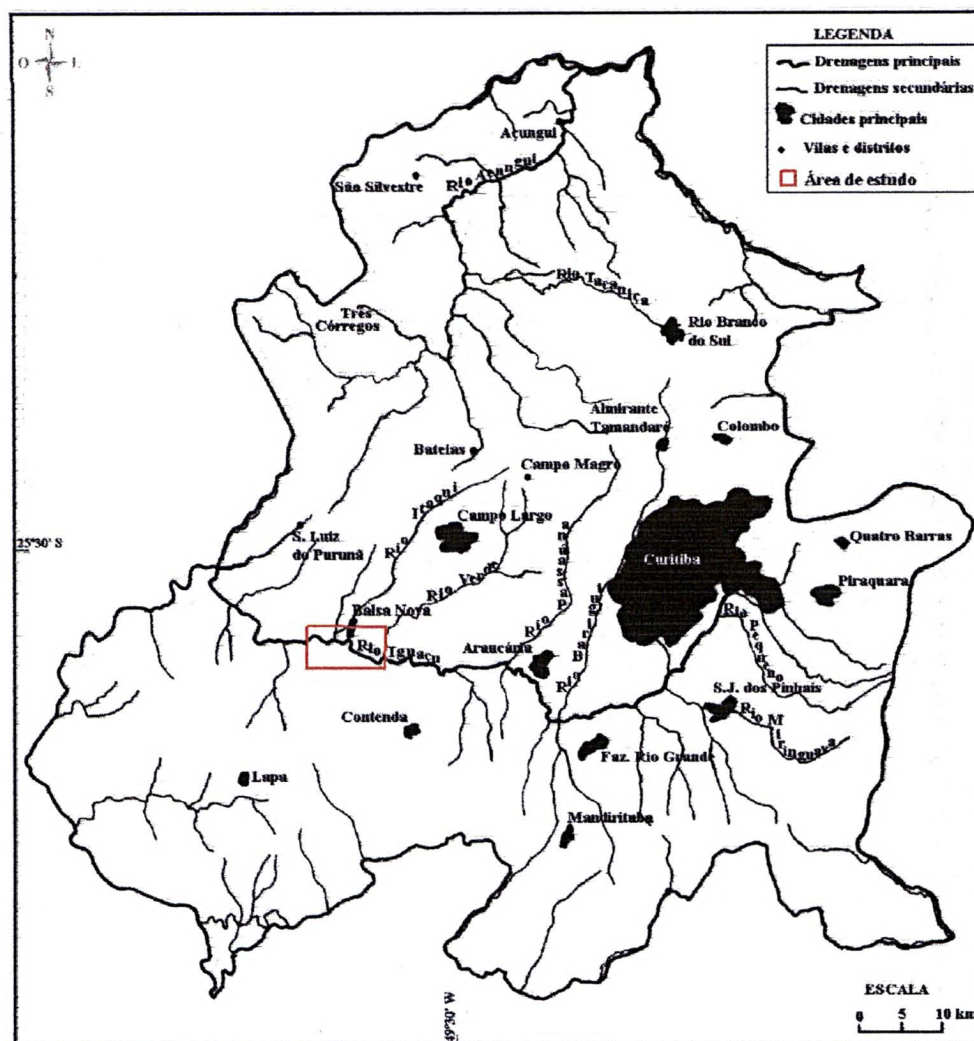 N
O L
S
LEGENDA
Drenagens principais
Drenagens secundárias
Cidades principais
Vilas e distritos
Área de estudo
Açungui
São Silvestre
Rio Açungui
Rio Tacaniça
Três
Córregos
Rio Branco
do Sul
Almirante
Tamandaré
Colombo
Bateias
Campo Magro
Rio Itaqui
Campo Largo
25°30' S
S. Luiz
do Purunã
Rio Passauna
Curitiba
Quatro Barras
Rio Verde
Piraquara
Balsa Nova
Rio Iguaçu
Araucária
Rio Barigui
Rio Pequeno
S.J. dos Pinhais
Rio Miringuava
Contenda
Faz. Rio Grande
Lapa
Mandirituba
49°30' W
ESCALA
0 5 10 km